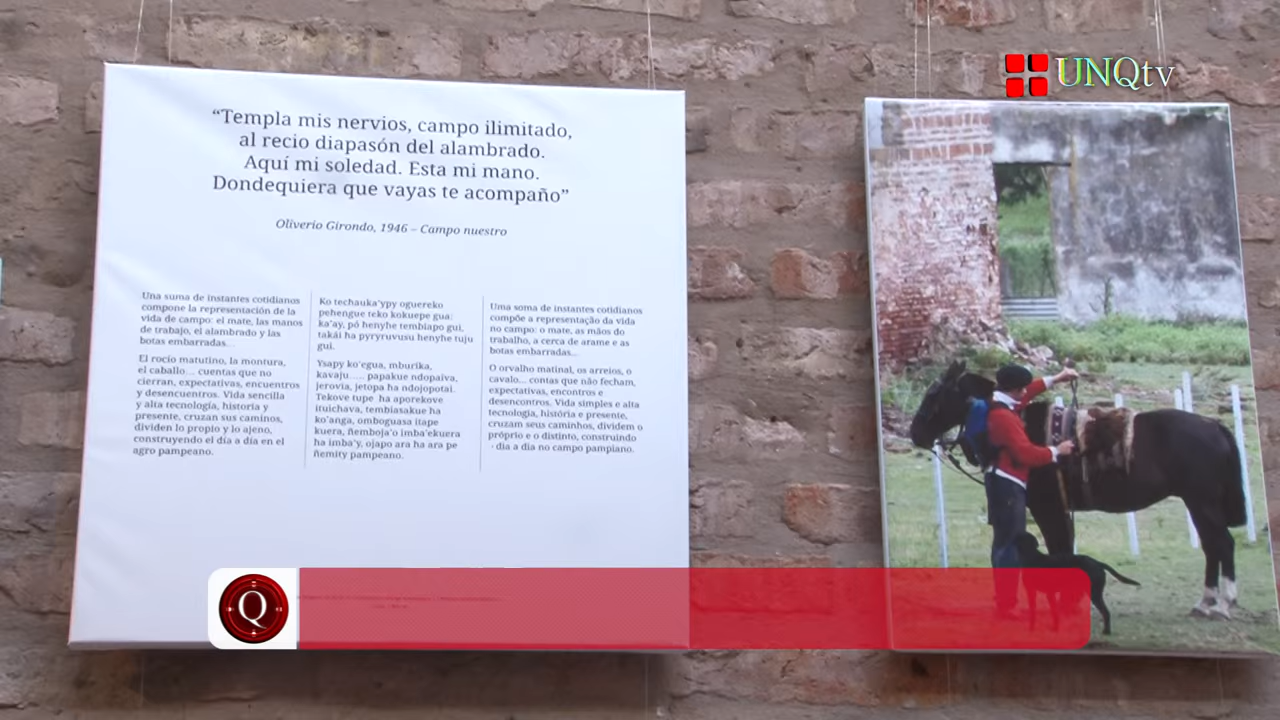 UNQtv
“Templa mis nervios, campo ilimitado,
al recio diapasón del alambrado.
Aquí mi soledad. Esta mi mano.
Dondequiera que vayas te acompaño”
Oliverio Girondo, 1946 – Campo nuestro
Una suma de instantes cotidianos
compone la representación de la
vida de campo: el mate, las manos
de trabajo, el alambrado y las
botas embarradas...
El rocío matutino, la montura,
el caballo... cuentas que no
cierran, expectativas, encuentros
y desencuentros. Vida sencilla
y alta tecnología, historia y
presente, cruzan sus caminos,
dividen lo propio y lo ajeno,
construyendo el día a día en el
agro pampeano.
Ko techauka'ypy oguereko
pehengue teko kokuepe gua:
ka'ay, pó henyhe tembiapo gui,
takãl ha pyryruvusu henyhe tuju
gui.
Ysapy ko'egua, mburika,
kavaju...... papakue ndopaiva,
jerovia, jetopa ha ndojopotai.
Tekove tupe ha aporekove
ituichava, tembiasakue ha
ko'anga, omboguasa itape
kuera, ñemboja'o imba'ekuera
ha imba'y, ojapo ara ha ara pe
ñemity pampeano.
Uma soma de instantes cotidianos
compõe a representação da vida
no campo: o mate, as mãos do
trabalho, a cerca de arame e as
botas embarradas...
O orvalho matinal, os arreios, o
cavalo... contas que não fecham,
expectativas, encontros e
desencontros. Vida simples e alta
tecnologia, história e presente,
cruzam seus caminhos, dividem o
próprio e o distinto, construindo
dia a dia no campo pampiano.
Q